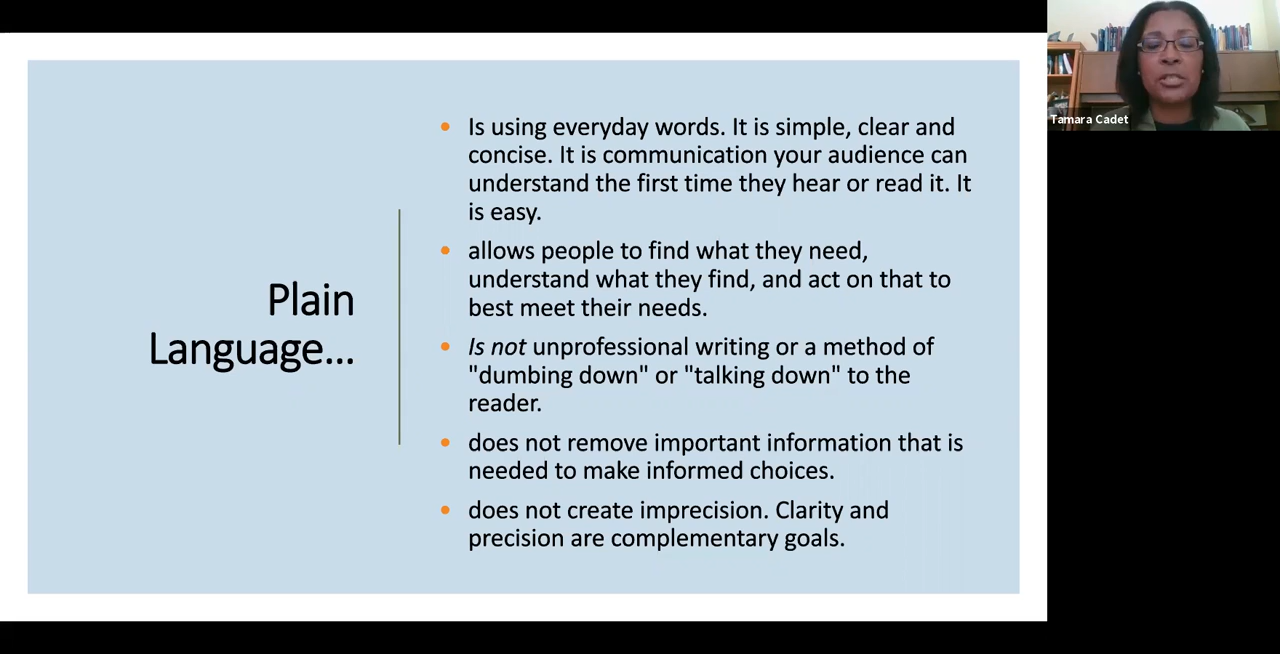 Plain
Language...
• Is using everyday words. It is simple, clear and
concise. It is communication your audience can
understand the first time they hear or read it. It
is easy.
• allows people to find what they need,
understand what they find, and act on that to
best meet their needs.
• Is not unprofessional writing or a method of
"dumbing down" or "talking down" to the
reader.
• does not remove important information that is
needed to make informed choices.
• does not create imprecision. Clarity and
precision are complementary goals.
Tamara Cadet